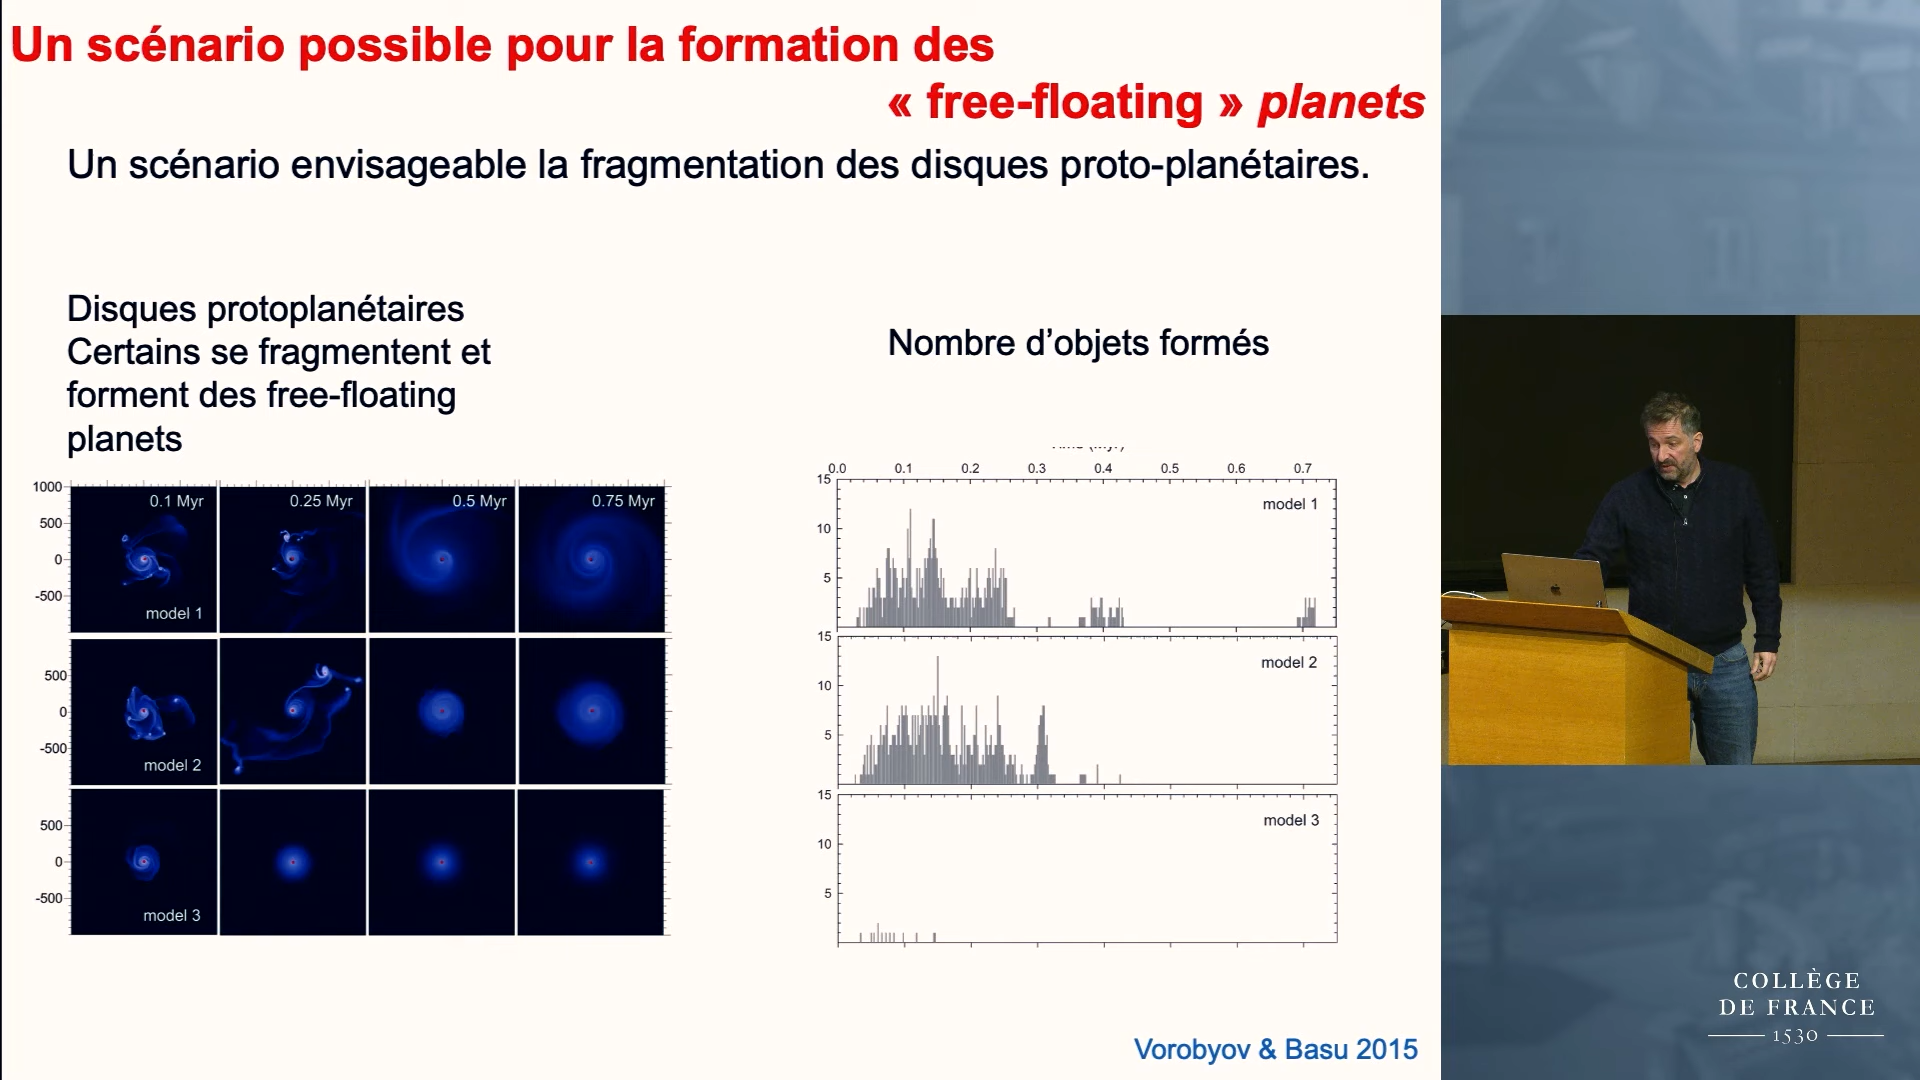 Un scénario possible pour la formation des
« free-floating » planets
Un scénario envisageable la fragmentation des disques proto-planétaires.
Disques protoplanétaires
Certains se fragmentent et
forment des free-floating
planets
Nombre d’objets formés
1000
500
0
-500
0.1 Myr
0.25 Myr
0.5 Myr
0.75 Myr
model 1
500
0
-500
model 2
500
0
-500
model 3
0.0 0.1 0.2 0.3 0.4 0.5 0.6 0.7
15
10
5
model 1
15
10
5
model 2
15
10
5
model 3
Vorobyov & Basu 2015
COLLÈGE
DE FRANCE
1530